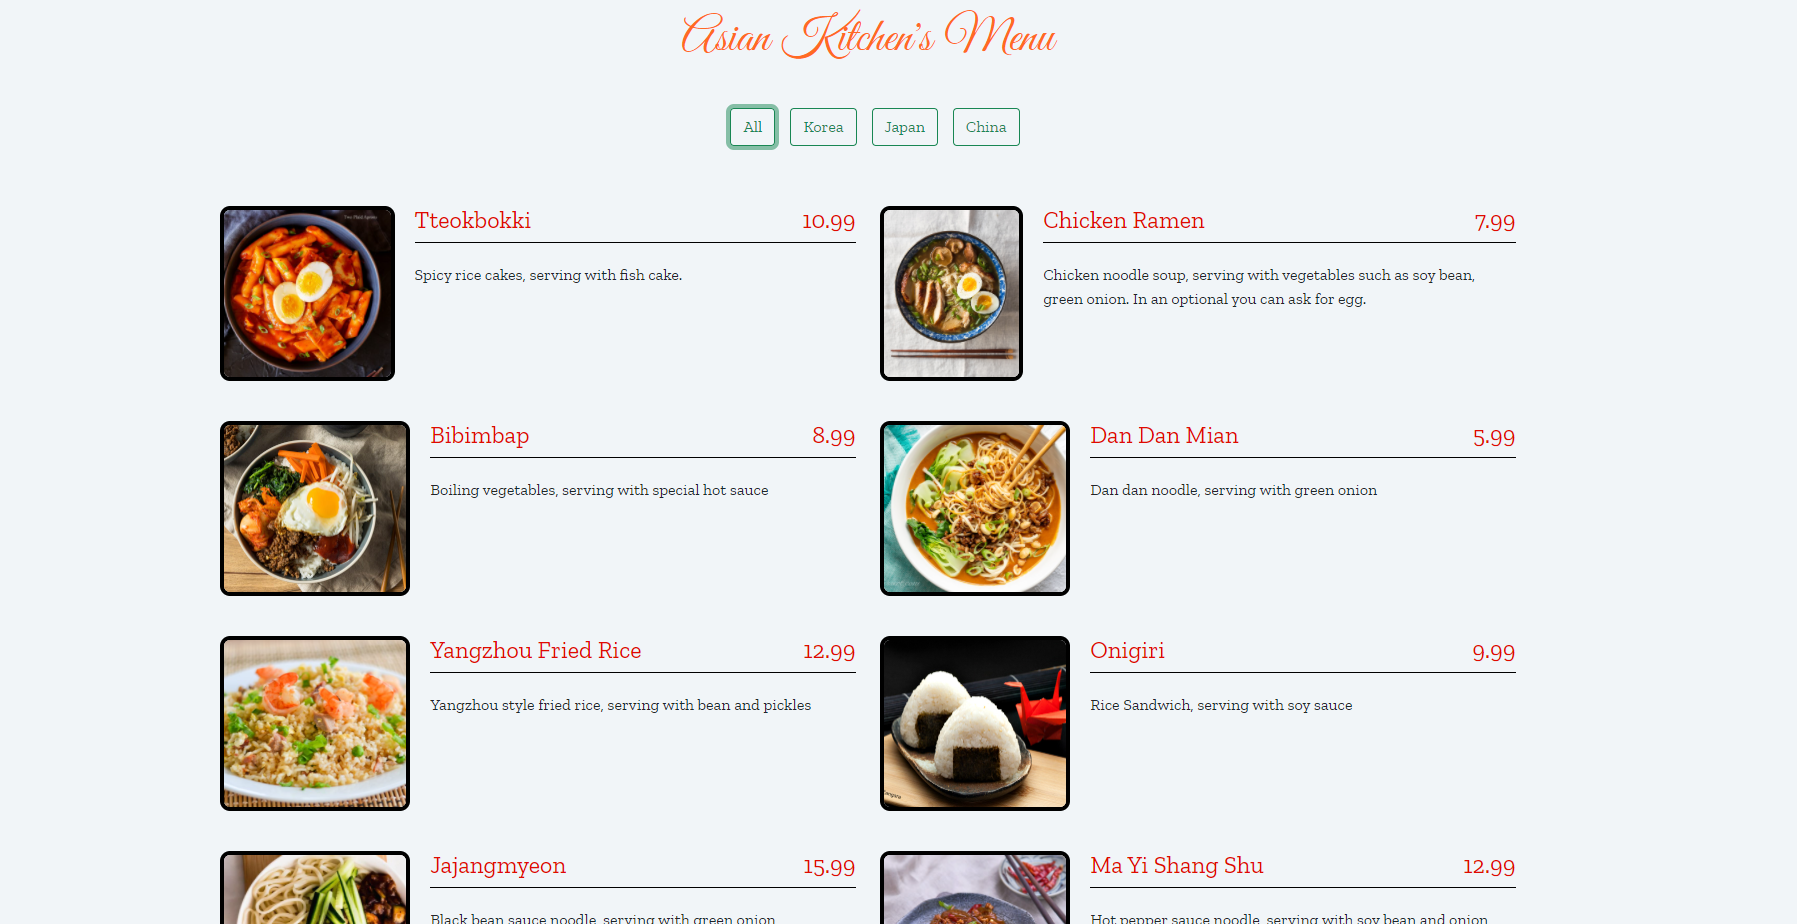 Asian Kitchen's Menu
All
Korea
Japan
China
Tteokbokki 10.99
Spicy rice cakes, serving with fish cake.
Chicken Ramen 7.99
Chicken noodle soup, serving with vegetables such as soy bean,
green onion. In an optional you can ask for egg.
Bibimbap 8.99
Boiling vegetables, serving with special hot sauce
Dan Dan Mian 5.99
Dan dan noodle, serving with green onion
Yangzhou Fried Rice 12.99
Yangzhou style fried rice, serving with bean and pickles
Onigiri 9.99
Rice Sandwich, serving with soy sauce
Jajangmyeon 15.99
Black bean sauce noodle, serving with green onion
Ma Yi Shang Shu 12.99
Hot pepper sauce noodle, serving with soy bean and onion